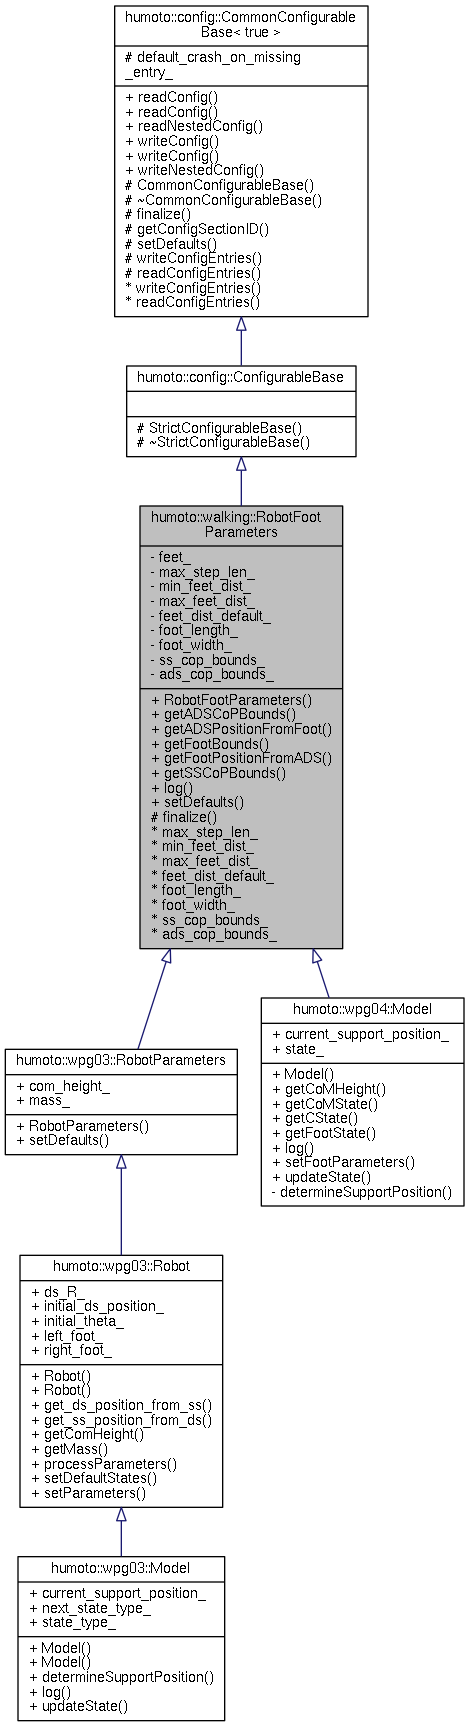 humoto::config::CommonConfigurable
Base< true >
# default_crash_on_missing
_entry_
+ readConfig()
+ readConfig()
+ readNestedConfig()
+ writeConfig()
+ writeConfig()
+ writeNestedConfig()
# CommonConfigurableBase()
# ~CommonConfigurableBase()
# finalize()
# getConfigSectionID()
# setDefaults()
# writeConfigEntries()
# readConfigEntries()
* writeConfigEntries()
* readConfigEntries()
humoto::config::ConfigurableBase
# StrictConfigurableBase()
# ~StrictConfigurableBase()
humoto::walking::RobotFoot
Parameters
- feet_
- max_step_len_
- min_feet_dist_
- max_feet_dist_
- feet_dist_default_
- foot_length_
- foot_width_
- ss_cop_bounds_
- ads_cop_bounds_
+ RobotFootParameters()
+ getADSCoPBounds()
+ getADSPositionFromFoot()
+ getFootBounds()
+ getFootPositionFromADS()
+ getSSCoPBounds()
+ log()
+ setDefaults()
# finalize()
* max_step_len_
* min_feet_dist_
* max_feet_dist_
* feet_dist_default_
* foot_length_
* foot_width_
* ss_cop_bounds_
* ads_cop_bounds_
humoto::wpg04::Model
+ current_support_position_
+ state_
+ Model()
+ getCoMHeight()
+ getCoMState()
+ getCState()
+ getFootState()
+ log()
+ setFootParameters()
+ updateState()
- determineSupportPosition()
humoto::wpg03::RobotParameters
+ com_height_
+ mass_
+ RobotParameters()
+ setDefaults()
humoto::wpg03::Robot
+ ds_R_
+ initial_ds_position_
+ initial_theta_
+ left_foot_
+ right_foot_
+ Robot()
+ Robot()
+ get_ds_position_from_ss()
+ get_ss_position_from_ds()
+ getComHeight()
+ getMass()
+ processParameters()
+ setDefaultStates()
+ setParameters()
humoto::wpg03::Model
+ current_support_position_
+ next_state_type_
+ state_type_
+ Model()
+ Model()
+ determineSupportPosition()
+ log()
+ updateState()